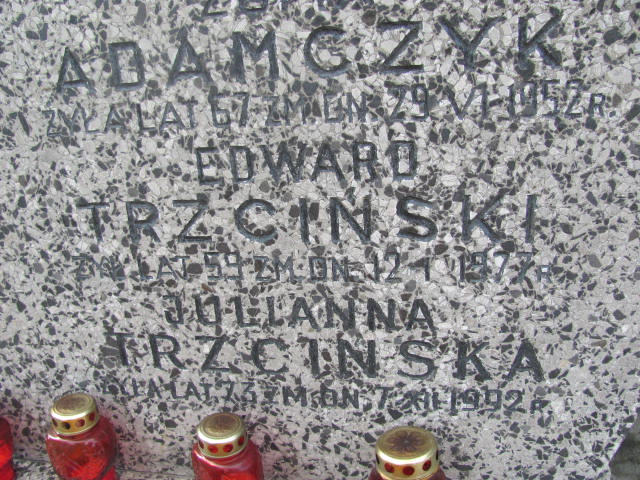 ADAMCZYK
ŻYŁA LAT 67 ZM. DN. 29 VI 1952 R.
EDWARD
TRZCIŃSKI
ŻYŁ LAT 59 ZM. DN. 12 I 1977 R
JULIANNA
TRZCIŃSKA
ŻYŁA LAT 73 ZM. DN. 7 XII 1992 R.